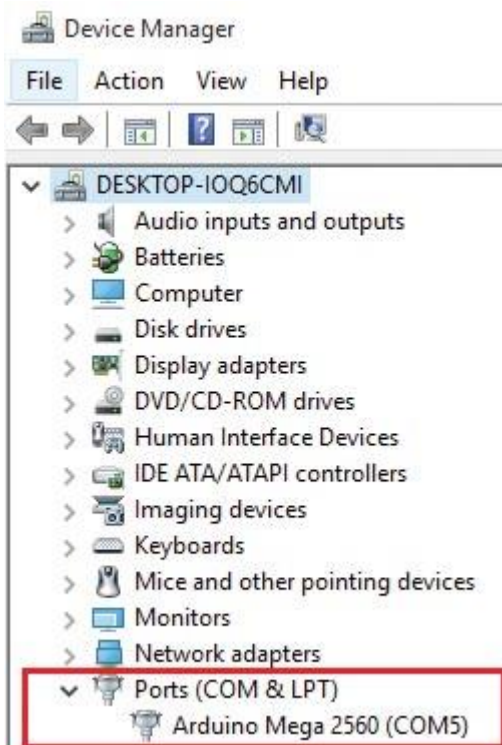 Device Manager
File Action View Help
DESKTOP-IOQ6CMI
Audio inputs and outputs
Batteries
Computer
Disk drives
Display adapters
DVD/CD-ROM drives
Human Interface Devices
IDE ATA/ATAPI controllers
Imaging devices
Keyboards
Mice and other pointing devices
Monitors
Network adapters
Ports (COM & LPT)
Arduino Mega 2560 (COM5)